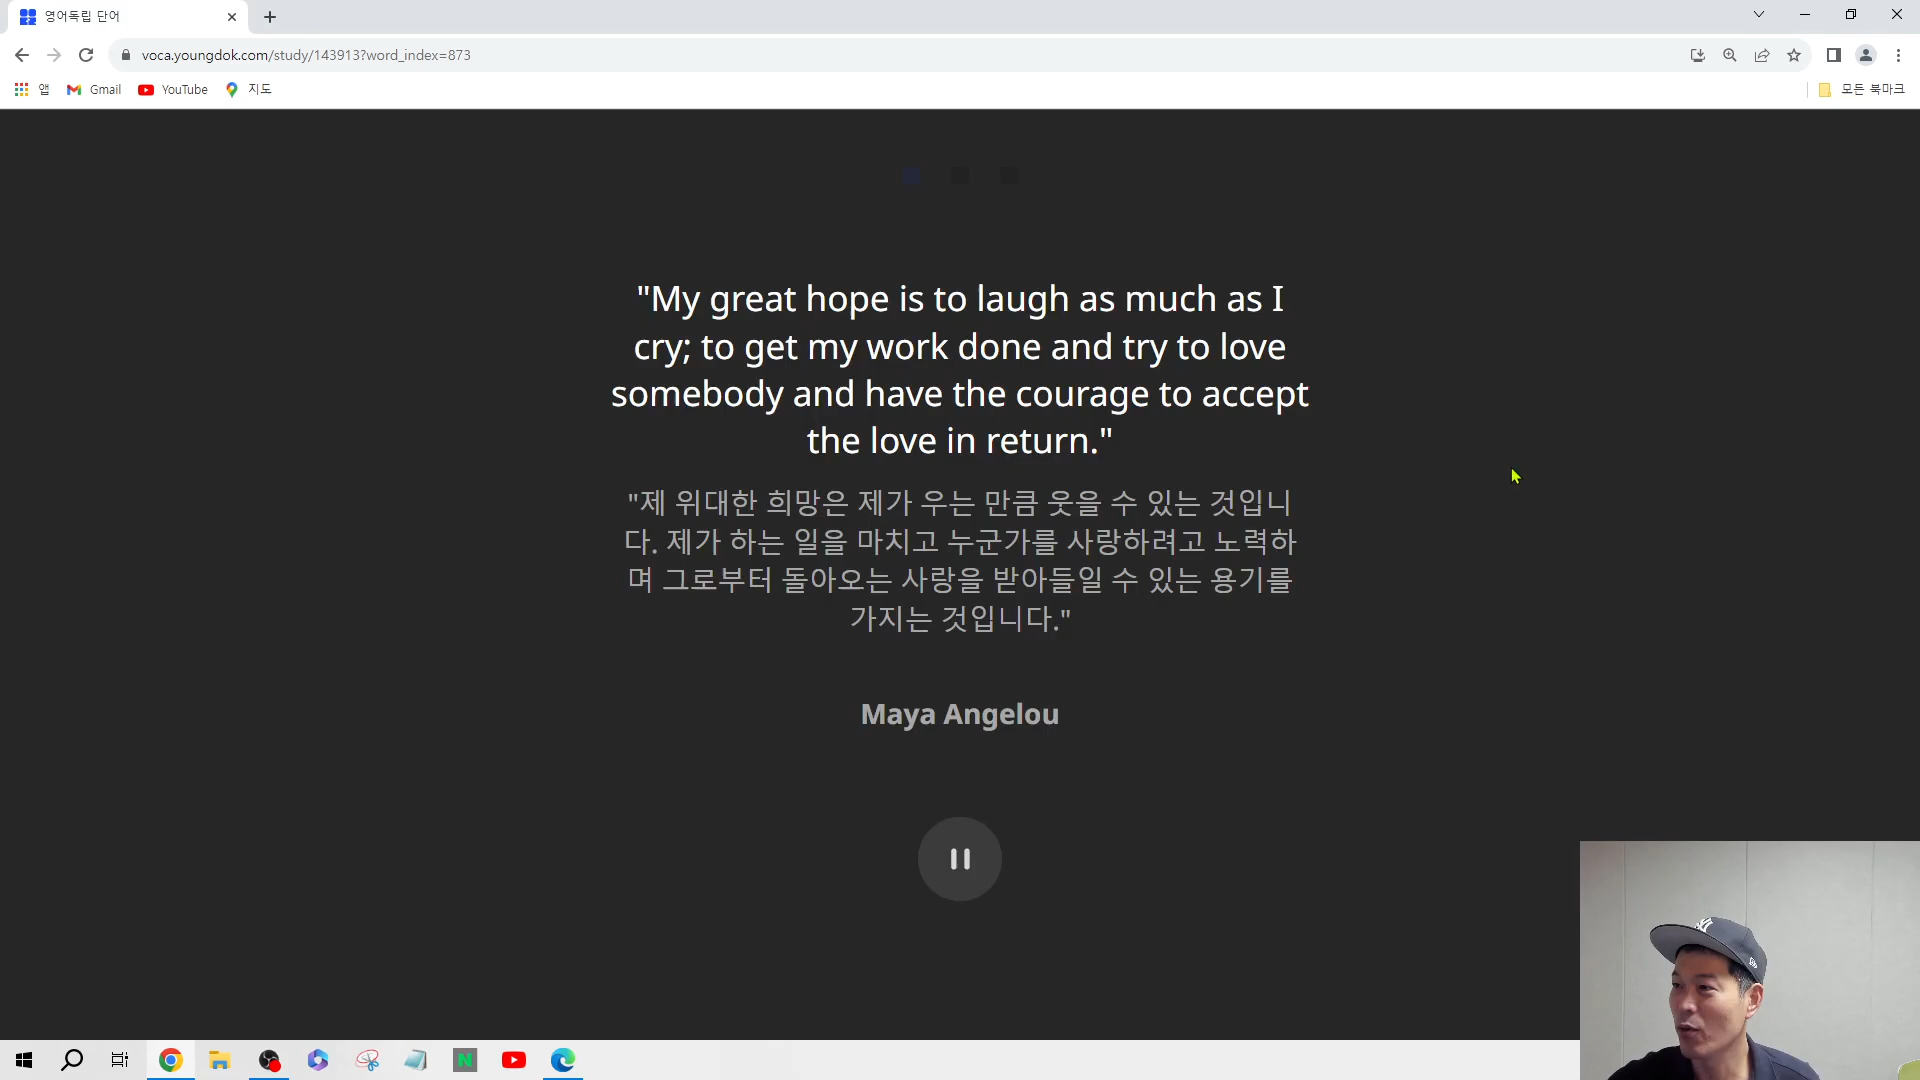 영어독립 단어
voca.youngdok.com/study/143913?word_index=873
앱 Gmail YouTube 지도 모든 북마크
"My great hope is to laugh as much as I
cry; to get my work done and try to love
somebody and have the courage to accept
the love in return."
"제 위대한 희망은 제가 우는 만큼 웃을 수 있는 것입니
다. 제가 하는 일을 마치고 누군가를 사랑하려고 노력하
며 그로부터 돌아오는 사랑을 받아들일 수 있는 용기를
가지는 것입니다."
Maya Angelou
N